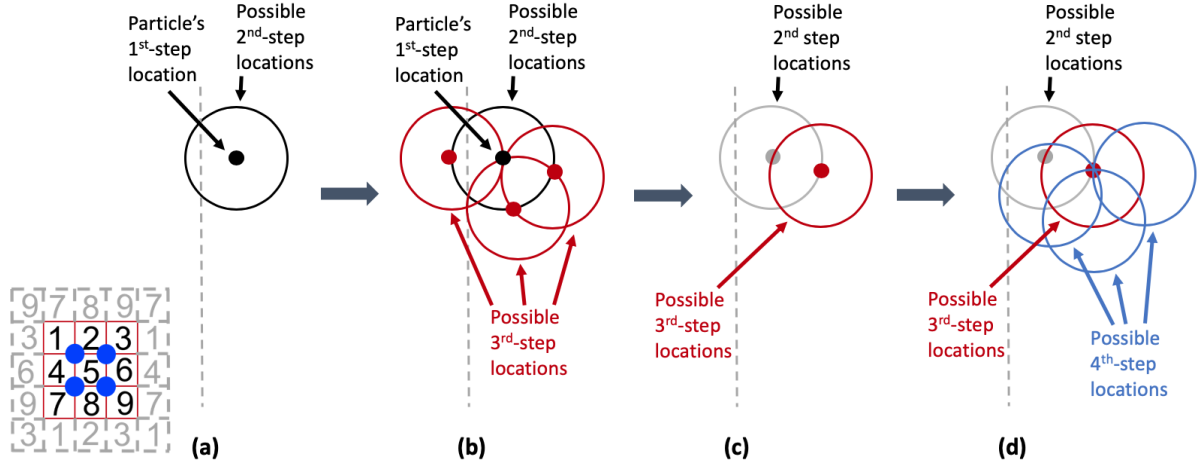 Particle's
1st-step
location
Possible
2nd-step
locations
Particle's
1st-step
location
Possible
2nd-step
locations
Possible
3rd-step
locations
Possible
2nd step
locations
Possible
3rd-step
locations
Possible
2nd step
locations
Possible
3rd-step
locations
Possible
4th-step
locations
9 7 8 9 7
3 1 2 3 1
6 4 5 6 4
9 7 8 9 7
3 1 2 3 1
(a)
(b)
(c)
(d)